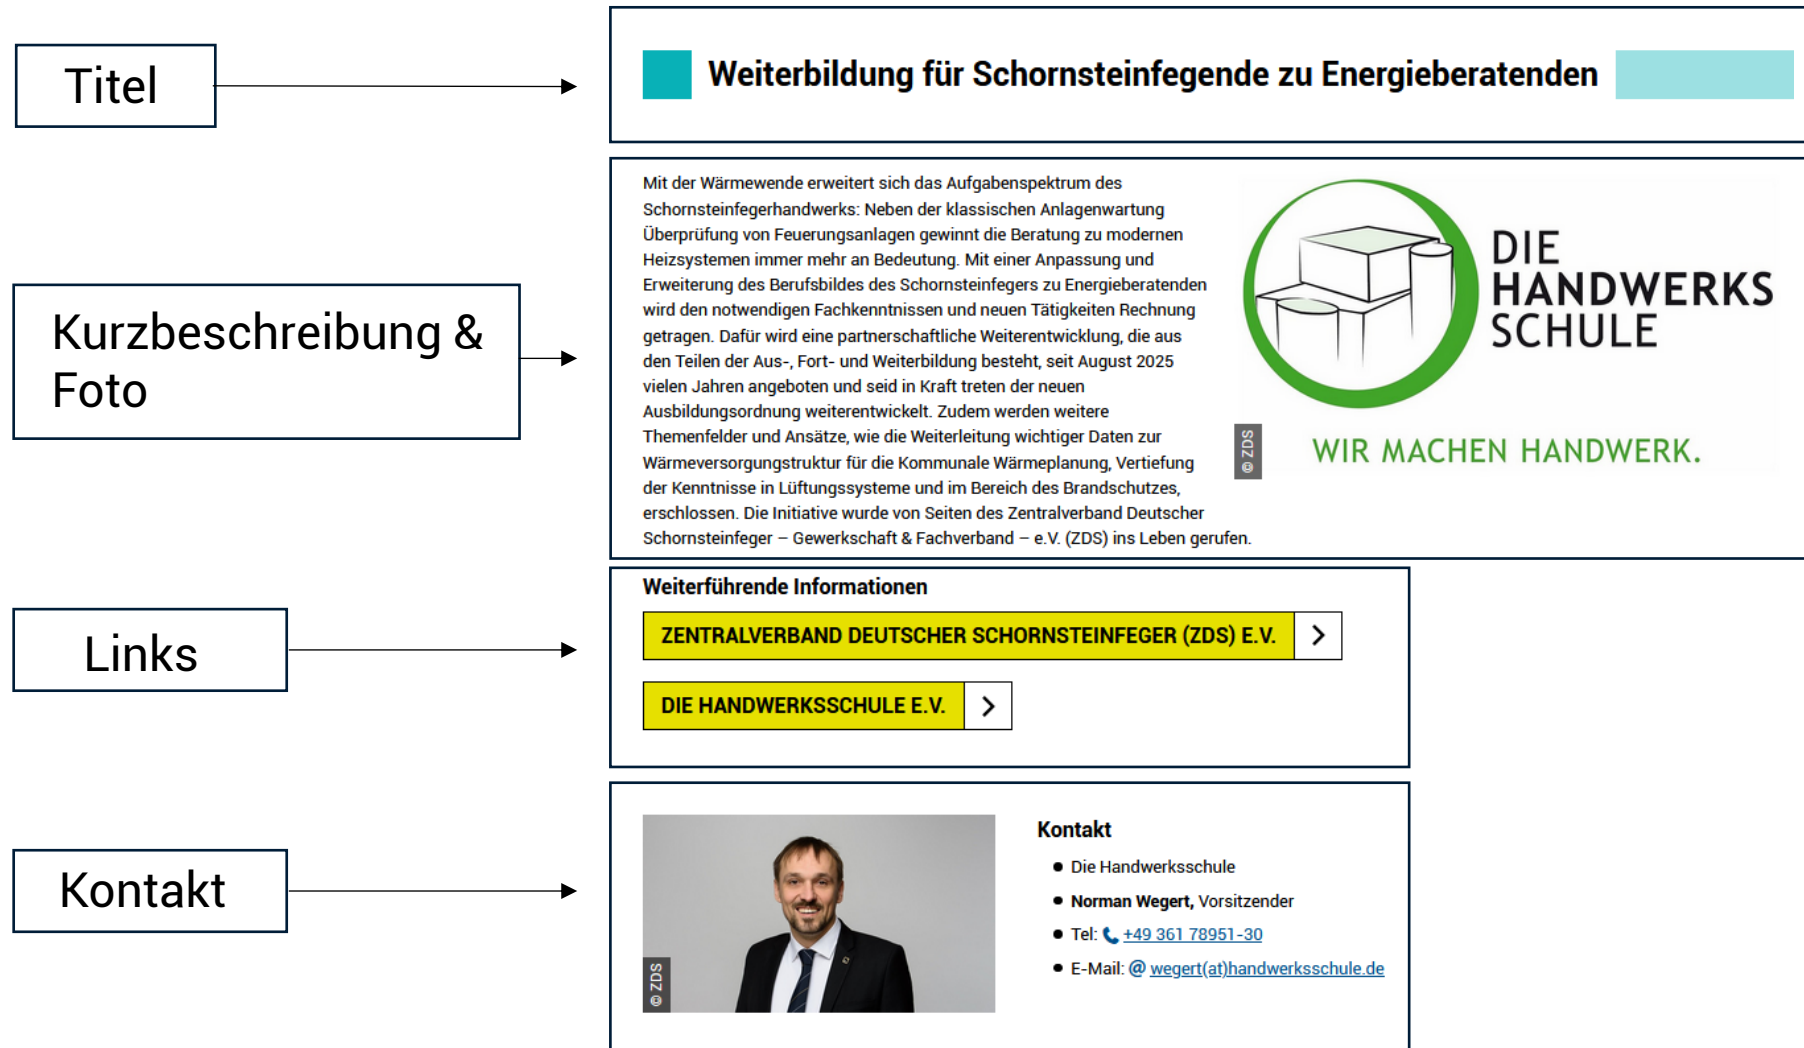 Titel
Weiterbildung für Schornsteinfegende zu Energieberatenden
Kurzbeschreibung &
Foto
Mit der Wärmewende erweitert sich das Aufgabenspektrum des
Schornsteinfegerhandwerks: Neben der klassischen Anlagenwartung
Überprüfung von Feuerungsanlagen gewinnt die Beratung zu modernen
Heizsystemen immer mehr an Bedeutung. Mit einer Anpassung und
Erweiterung des Berufsbildes des Schornsteinfegers zu Energieberatenden
wird den notwendigen Fachkenntnissen und neuen Tätigkeiten Rechnung
getragen. Dafür wird eine partnerschaftliche Weiterentwicklung, die aus
den Teilen der Aus-, Fort- und Weiterbildung besteht, seit August 2025
vielen Jahren angeboten und seid in Kraft treten der neuen
Ausbildungsordnung weiterentwickelt. Zudem werden weitere
Themenfelder und Ansätze, wie die Weiterleitung wichtiger Daten zur
Wärmeversorgungstruktur für die Kommunale Wärmeplanung, Vertiefung
der Kenntnisse in Lüftungssysteme und im Bereich des Brandschutzes,
erschlossen. Die Initiative wurde von Seiten des Zentralverband Deutscher
Schornsteinfeger – Gewerkschaft & Fachverband – e.V. (ZDS) ins Leben gerufen.
DIE
HANDWERKS
SCHULE
WIR MACHEN HANDWERK.
© ZDS
Links
Weiterführende Informationen
ZENTRALVERBAND DEUTSCHER SCHORNSTEINFEGER (ZDS) E.V.
DIE HANDWERKSSCHULE E.V.
Kontakt
© ZDS
Kontakt
Die Handwerksschule
Norman Wegert, Vorsitzender
Tel: +49 361 78951-30
E-Mail: @ wegert(at)handwerksschule.de